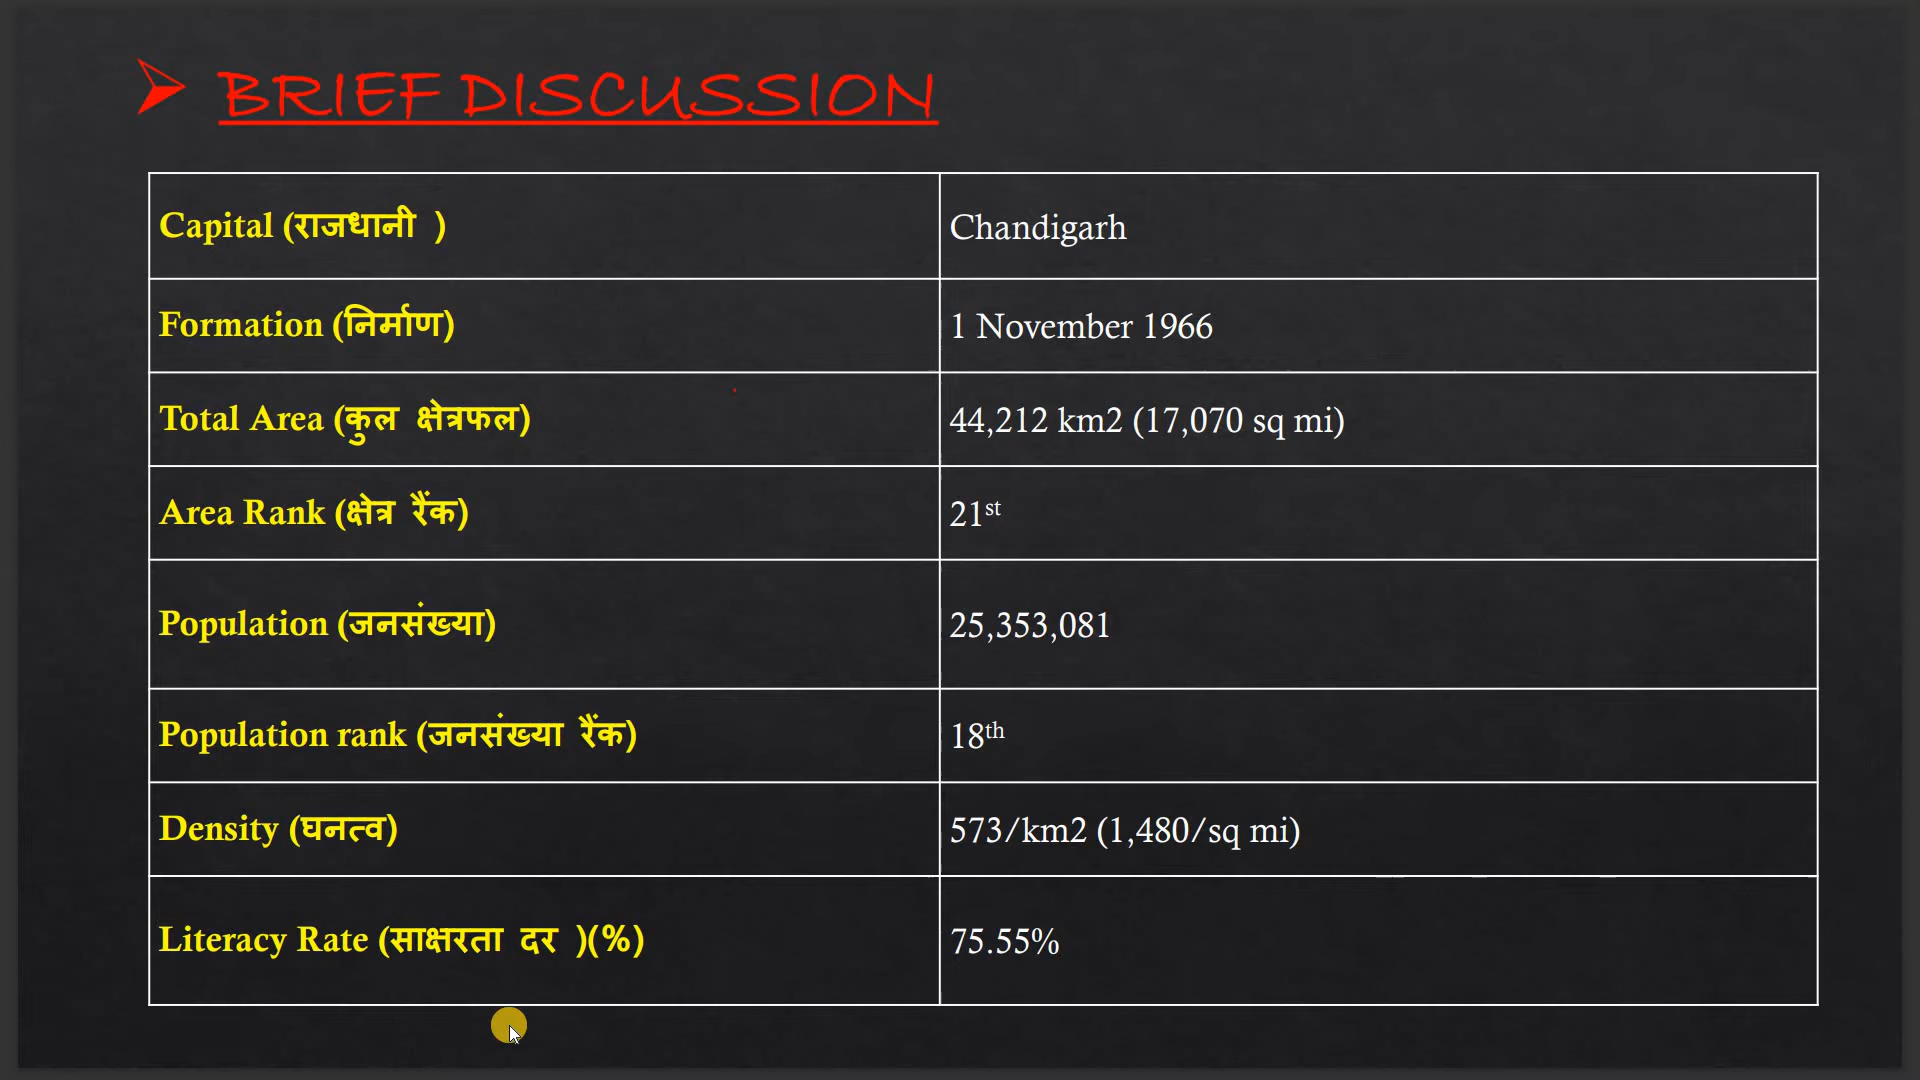 BRIEF DISCUSSION
Capital (राजधानी )
Chandigarh
Formation (निर्माण)
1 November 1966
Total Area (कुल क्षेत्रफल)
44,212 km2 (17,070 sq mi)
Area Rank (क्षेत्र रैंक)
21st
Population (जनसंख्या)
25,353,081
Population rank (जनसंख्या रैंक)
18th
Density (घनत्व)
573/km2 (1,480/sq mi)
Literacy Rate (साक्षरता दर )(%)
75.55%